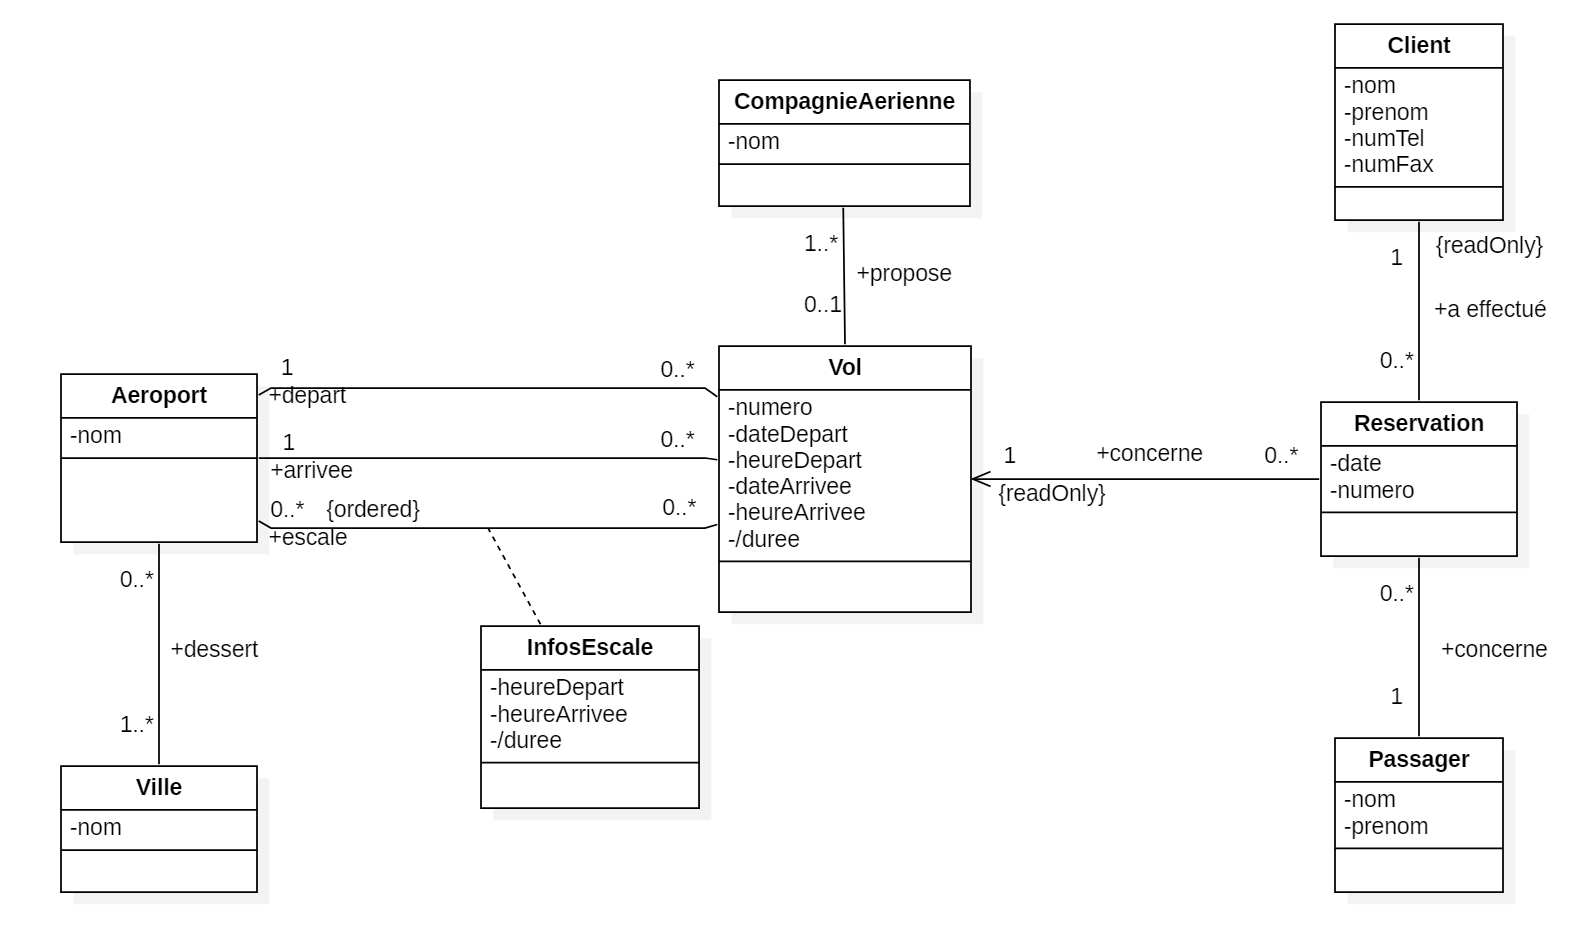 Client
-nom
-prenom
-numTel
-numFax
CompagnieAerienne
-nom
1..*
+propose
0..1
1
{readOnly}
+a effectué
0..*
Aeroport
-nom
1
+depart
0..*
1
+arrivee
0..*
0..* {ordered}
+escale
0..*
Vol
-numero
-dateDepart
-heureDepart
-dateArrivee
-heureArrivee
-/duree
1
+concerne
0..*
{readOnly}
Reservation
-date
-numero
0..*
+dessert
1..*
InfosEscale
-heureDepart
-heureArrivee
-/duree
0..*
+concerne
1
Ville
-nom
Passager
-nom
-prenom